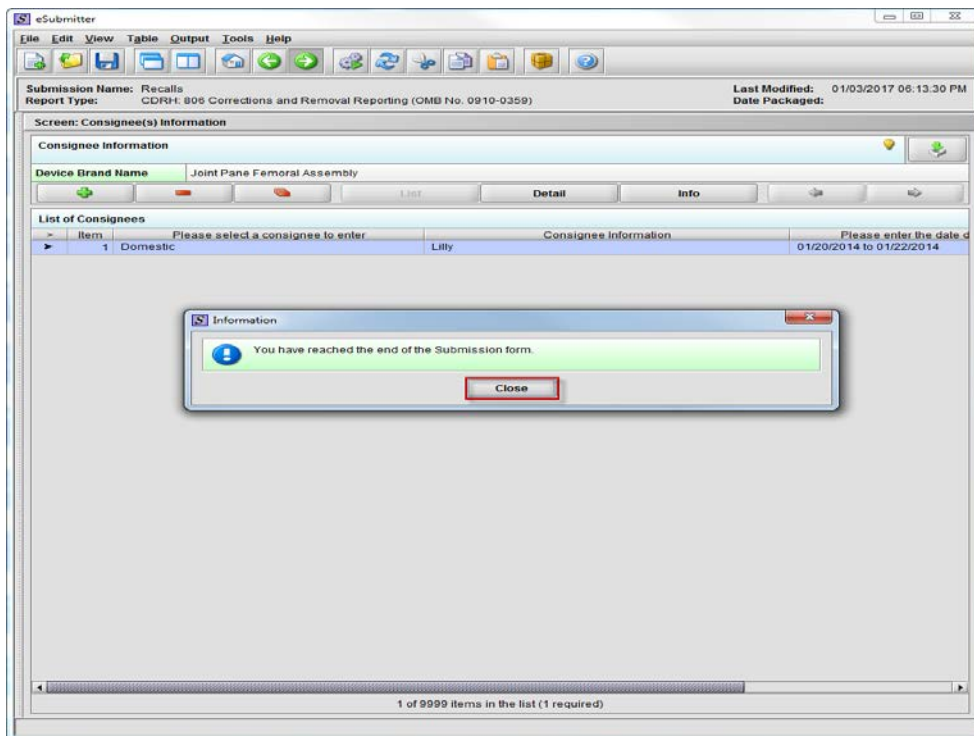 eSubmitter
File Edit View Table Output Tools Help
Submission Name: Recalls Last Modified: 01/03/2017 06:13:30 PM
Report Type: CDRH: 806 Corrections and Removal Reporting (OMB No. 0910-0359) Date Packaged:
Screen: Consignee(s) Information
Consignee Information
Device Brand Name Joint Pane Femoral Assembly
List Detail Info
List of Consignees
Item Please select a consignee to enter Consignee Information Please enter the date d
1 Domestic Lilly 01/20/2014 to 01/22/2014
Information
You have reached the end of the Submission form.
Close
1 of 9999 items in the list (1 required)